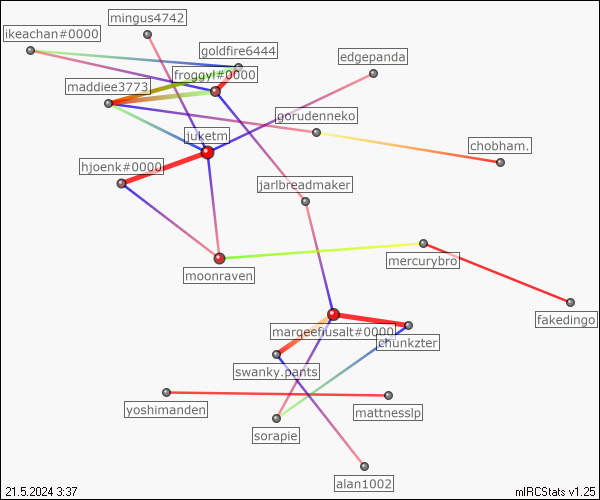 mingus4742
ikeachan#0000
goldfire6444
edgepanda
froggyl#0000
maddiee3773
gorudenneko
juketm
chobham.
hjoenk#0000
jarlbreadmaker
mercurybro
moonraven
fakedingo
margeefiusalt#0000
chunkzter
swanky.pants
yoshimanden
mattnesslp
sorapie
alan1002
21.5.2024 3:37
mIRCStats v1.25